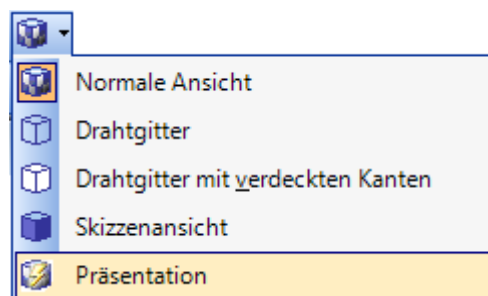 Normale Ansicht
Drahtgitter
Drahtgitter mit verdeckten Kanten
Skizzenansicht
Präsentation